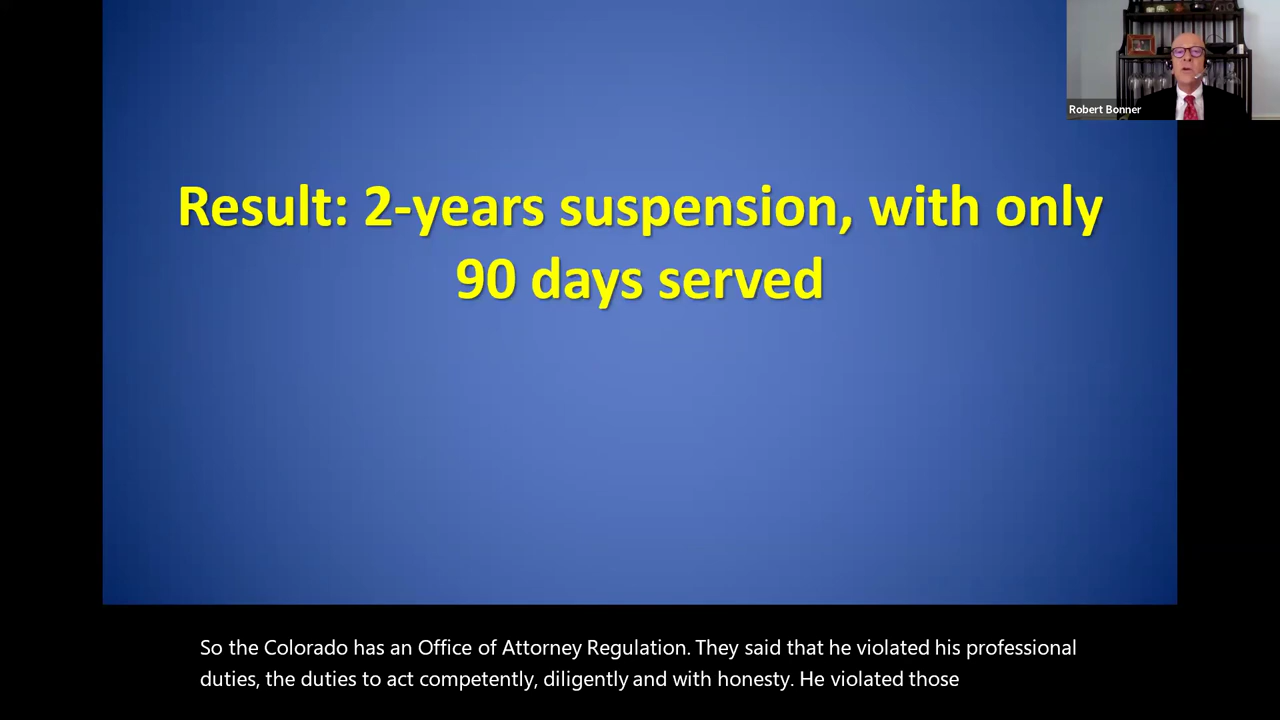 Robert Bonner
Result: 2-years suspension, with only
90 days served
So the Colorado has an Office of Attorney Regulation. They said that he violated his professional
duties, the duties to act competently, diligently and with honesty. He violated those